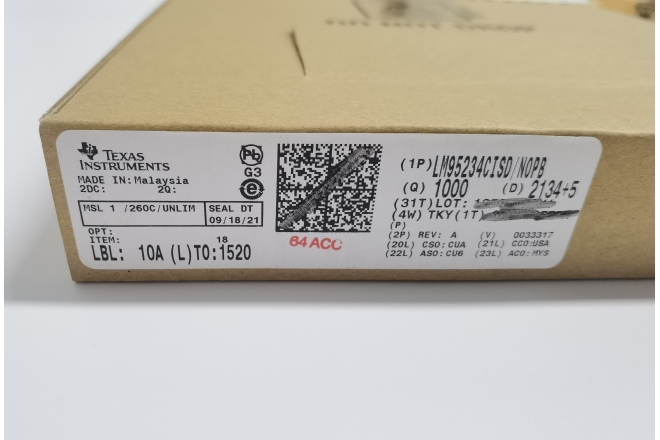 TEXAS
INSTRUMENTS
MADE IN: Malaysia
2DC: 2Q:
MSL 1 /260C/UNLIM
SEAL DT
09/18/21
OPT:
ITEM: 18
LBL: 10A (L)TO:1520
Pb
G3
e
64 ACC
(1P) LM95234CISD/NOPB
(Q) 1000 (D) 2134+5
(31T) LOT:
(4W) TKY (1T)
(P)
(2P) REV: A (V) 0033317
(20L) CSO:CUA (21L) CCO:USA
(22L) ASO:CU6 (23L) ACO:MYS